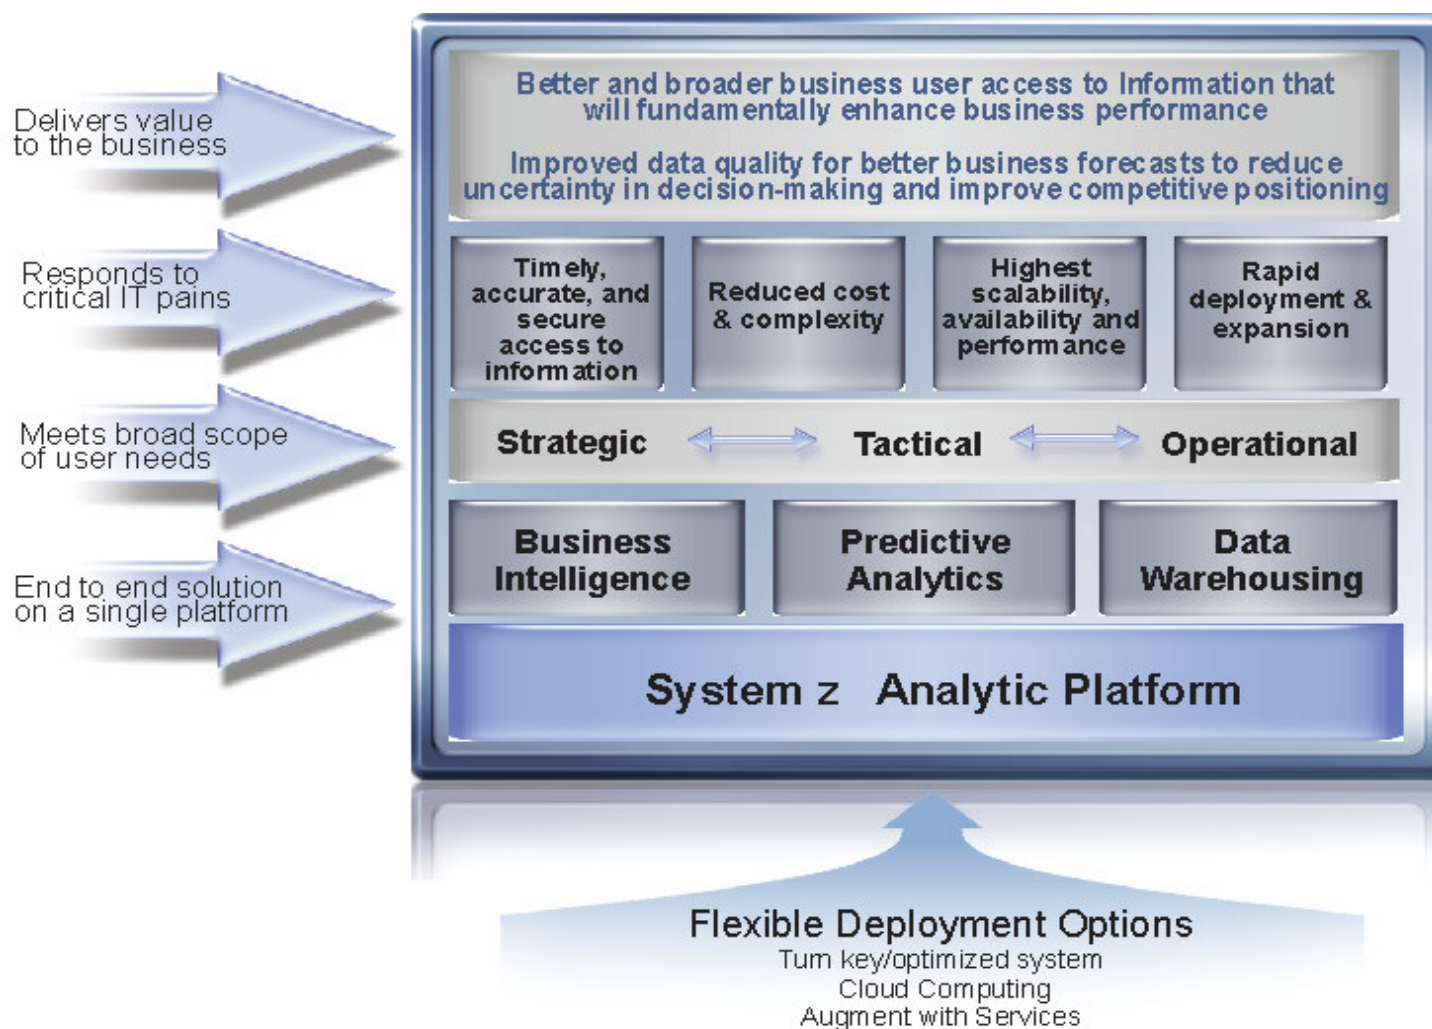 Delivers value
to the business
Better and broader business user access to Information that
will fundamentally enhance business performance
Improved data quality for better business forecasts to reduce
uncertainty in decision-making and improve competitive positioning
Responds to
critical IT pains
Timely,
accurate, and
secure
access to
information
Reduced cost
& complexity
Highest
scalability,
availability and
performance
Rapid
deployment &
expansion
Meets broad scope
of user needs
Strategic
Tactical
Operational
End to end solution
on a single platform
Business
Intelligence
Predictive
Analytics
Data
Warehousing
System z Analytic Platform
Flexible Deployment Options
Turn key/optimized system
Cloud Computing
Augment with Services